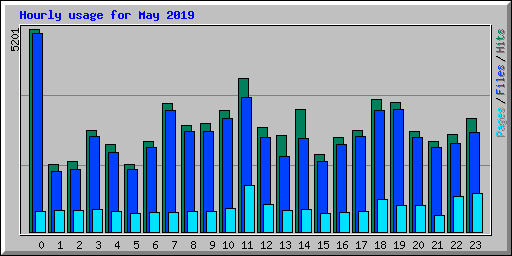 Hourly usage for May 2019
5201
Pages/Files/Hits
0 1 2 3 4 5 6 7 8 9 10 11 12 13 14 15 16 17 18 19 20 21 22 23